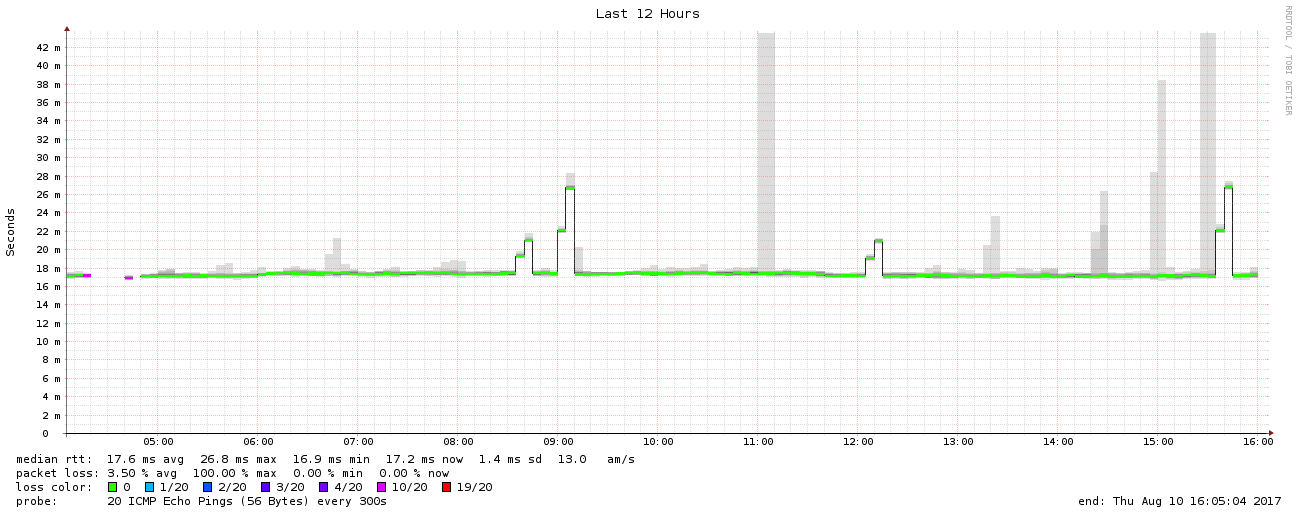 Last 12 Hours
RRDTOOL / TOBI OETIKER
Seconds
42 m
40 m
38 m
36 m
34 m
32 m
30 m
28 m
26 m
24 m
22 m
20 m
18 m
16 m
14 m
12 m
10 m
8 m
6 m
4 m
2 m
0
05:00 06:00 07:00 08:00 09:00 10:00 11:00 12:00 13:00 14:00 15:00 16:00
median rtt: 17.6 ms avg 26.8 ms max 16.9 ms min 17.2 ms now 1.4 ms sd 13.0 am/s
packet loss: 3.50 % avg 100.00 % max 0.00 % min 0.00 % now
loss color: 0 1/20 2/20 3/20 4/20 10/20 19/20
probe: 20 ICMP Echo Pings (56 Bytes) every 300s end: Thu Aug 10 16:05:04 2017